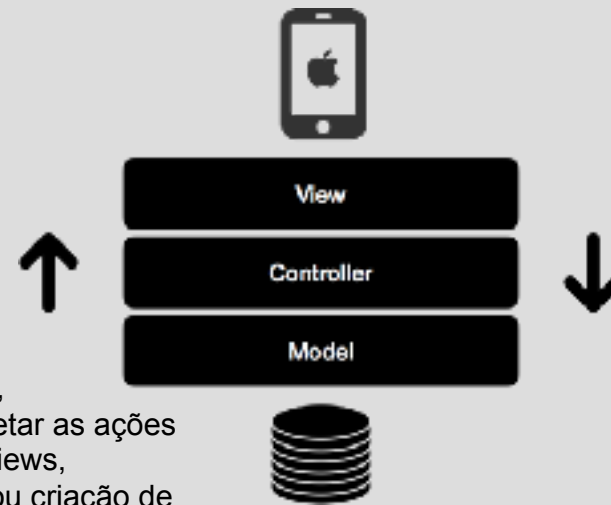 View
Controller
Model
,
etar as ações
iews,
ou criação de